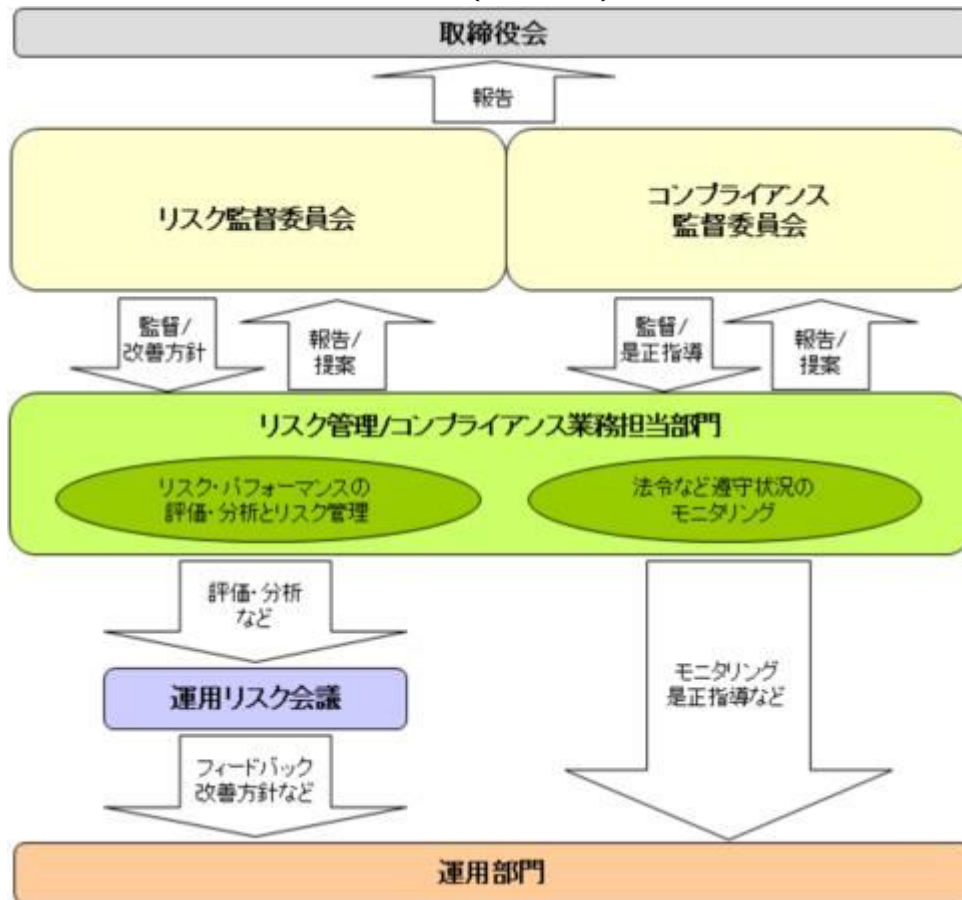 取締役会
報告
リスク監督委員会
コンプライアンス
監督委員会
監督/
改善方針
報告/
提案
監督/
是正指導
報告/
提案
リスク管理/コンプライアンス業務担当部門
リスク・パフォーマンスの
評価・分析とリスク管理
法令など遵守状況の
モニタリング
評価・分析
など
運用リスク会議
モニタリング
是正指導など
フィードバック
改善方針など
運用部門